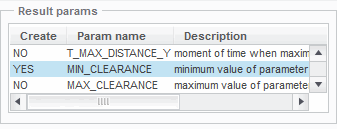 Result params
Create Param name Description
NO T_MAX_DISTANCE_Y moment of time when maxim
YES MIN_CLEARANCE minimum value of parameter
NO MAX_CLEARANCE maximum value of parameter